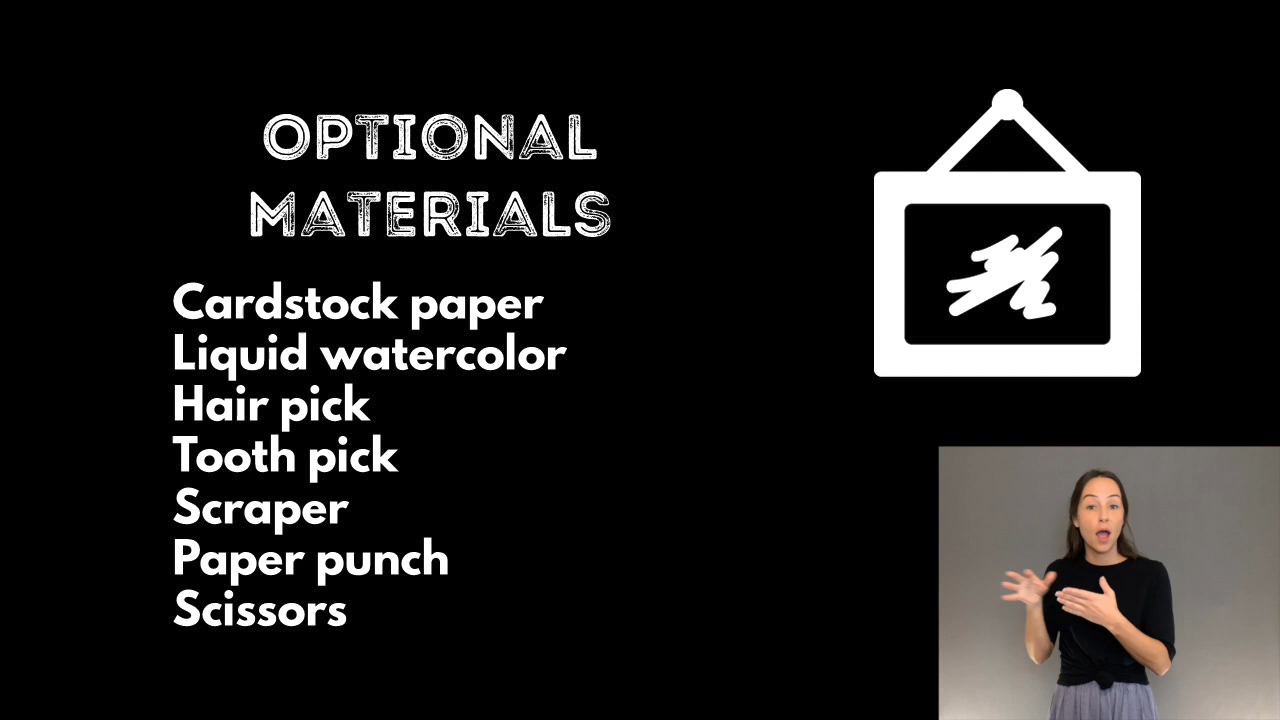 OPTIONAL
MATERIALS
Cardstock paper
Liquid watercolor
Hair pick
Tooth pick
Scraper
Paper punch
Scissors